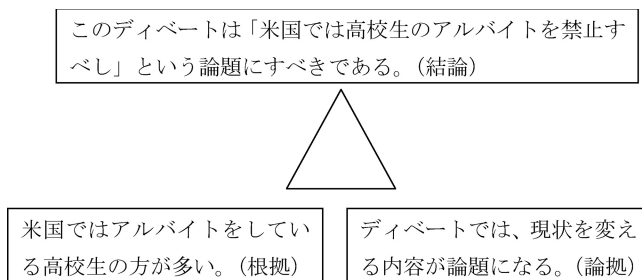 このディベートは「米国では高校生のアルバイトを禁止す
べし」という論題にすべきである。（結論）
米国ではアルバイトをしてい
る高校生の方が多い。（根拠）
ディベートでは、現状を変え
る内容が論題になる。（論拠）